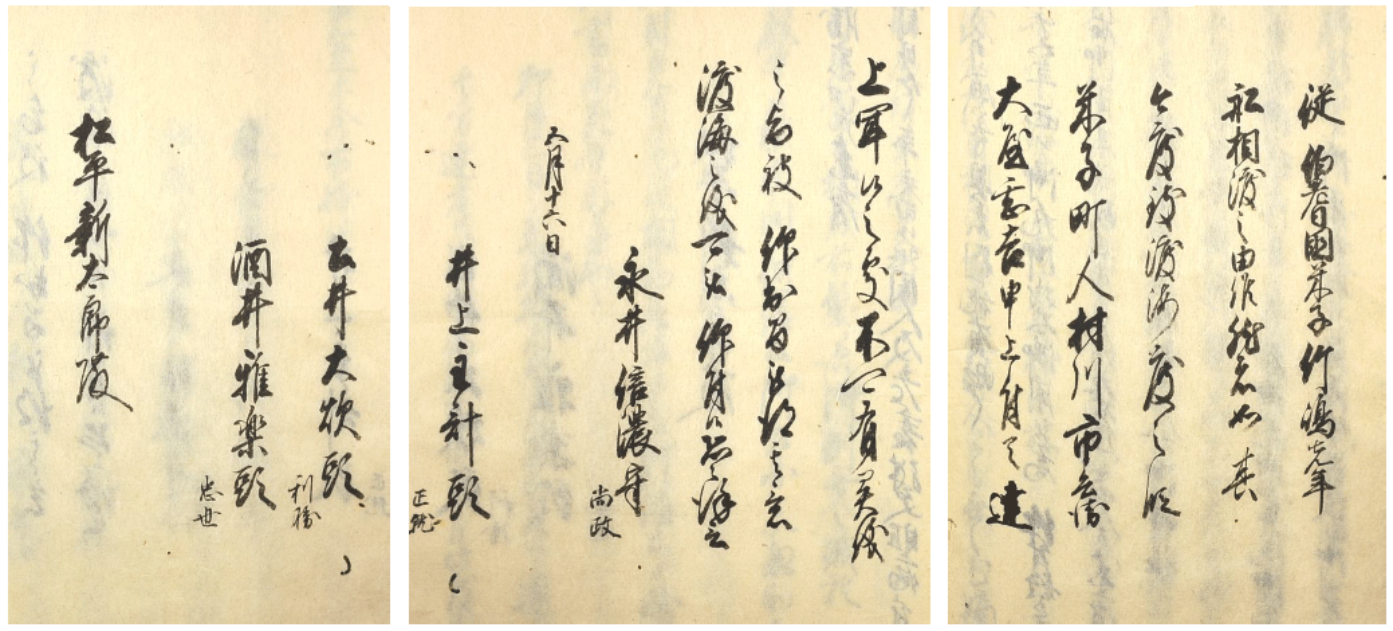 従 伯耆国米子竹嶋先年
船相渡之由候然者如 其
今度致渡海度之段
米子町人村川市兵衛
大屋甚吉申上付而 達
上聞候之処不可有異儀
之旨被 仰出候間被得其意
渡海之儀可被 仰付候恐々謹言
五月十六日
永井信濃守
尚政
井上主計頭
正就
土井大炊頭
利勝
酒井雅楽頭
忠世
松平新太郎殿